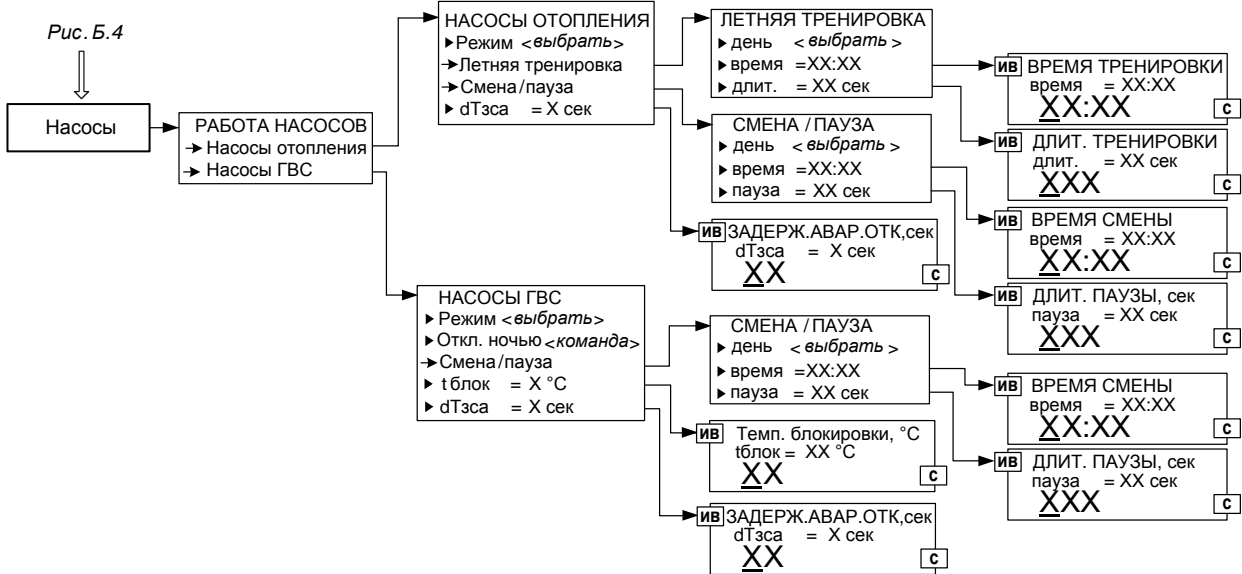 Рис. Б.4
Насосы
РАБОТА НАСОСОВ
Насосы отопления
Насосы ГВС
НАСОСЫ ОТОПЛЕНИЯ
Режим <выбрать>
Летняя тренировка
Смена/пауза
dТзса = X сек
ЛЕТНЯЯ ТРЕНИРОВКА
день <выбрать >
время =XX:XX
длит. = XX сек
ИВ ВРЕМЯ ТРЕНИРОВКИ
время = XX:XX
XX:XX
С
ИВ ДЛИТ. ТРЕНИРОВКИ
длит. = XX сек
XXX
С
СМЕНА / ПАУЗА
день <выбрать >
время =XX:XX
пауза = XX сек
ИВ ВРЕМЯ СМЕНЫ
время = XX:XX
XX:XX
С
ИВ ДЛИТ. ПАУЗЫ, сек
пауза = XX сек
XXX
С
ИВ ЗАДЕРЖ.АВАР.ОТК,сек
dТзса = X сек
XX
С
НАСОСЫ ГВС
Режим <выбрать>
Откл. ночью <команда>
Смена/пауза
t блок = X °C
dТзса = X сек
СМЕНА / ПАУЗА
день <выбрать >
время =XX:XX
пауза = XX сек
ИВ ВРЕМЯ СМЕНЫ
время = XX:XX
XX:XX
С
ИВ ДЛИТ. ПАУЗЫ, сек
пауза = XX сек
XXX
С
ИВ Темп. блокировки, °C
tблок = XX °C
XX
С
ИВ ЗАДЕРЖ.АВАР.ОТК,сек
dТзса = X сек
XX
С